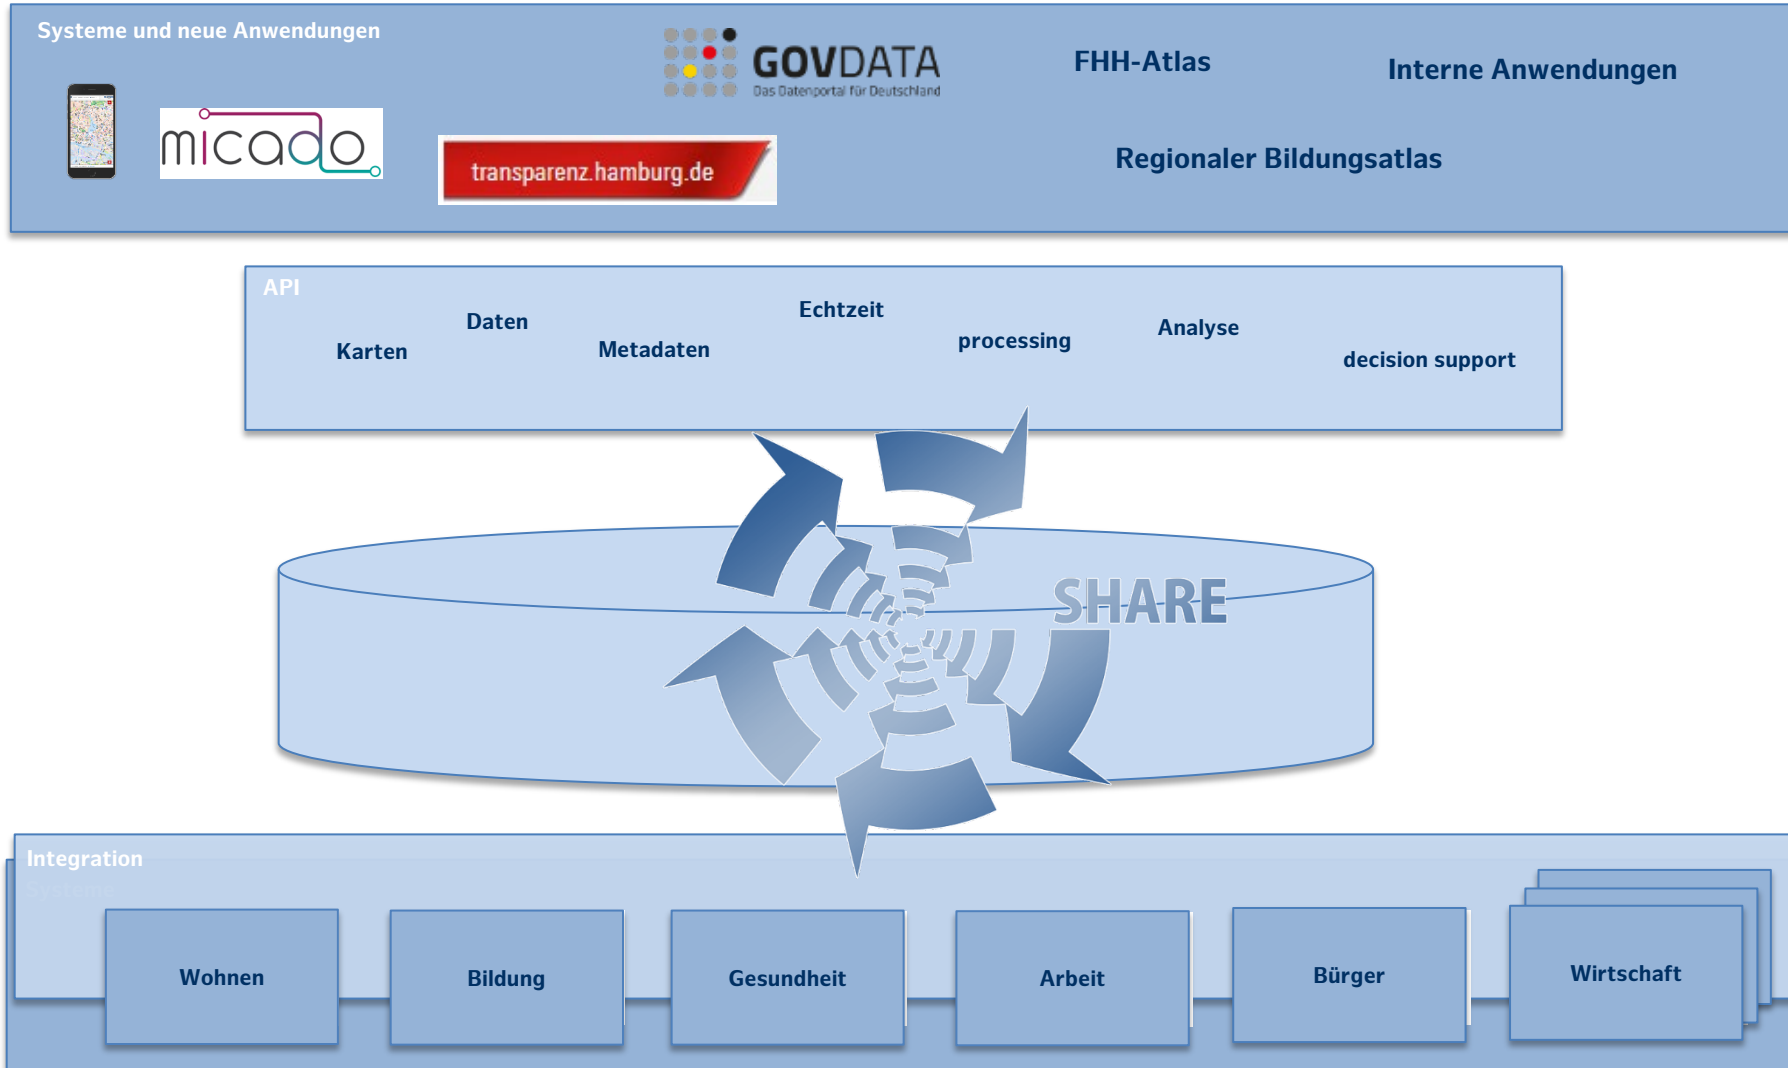 Systeme und neue Anwendungen
GOVDATA
Das Datenportal für Deutschland
FHH-Atlas
Interne Anwendungen
micado
transparenz.hamburg.de
Regionaler Bildungsatlas
API
Karten
Daten
Metadaten
Echtzeit
processing
Analyse
decision support
SHARE
Integration
Systeme
Wohnen
Bildung
Gesundheit
Arbeit
Bürger
Wirtschaft